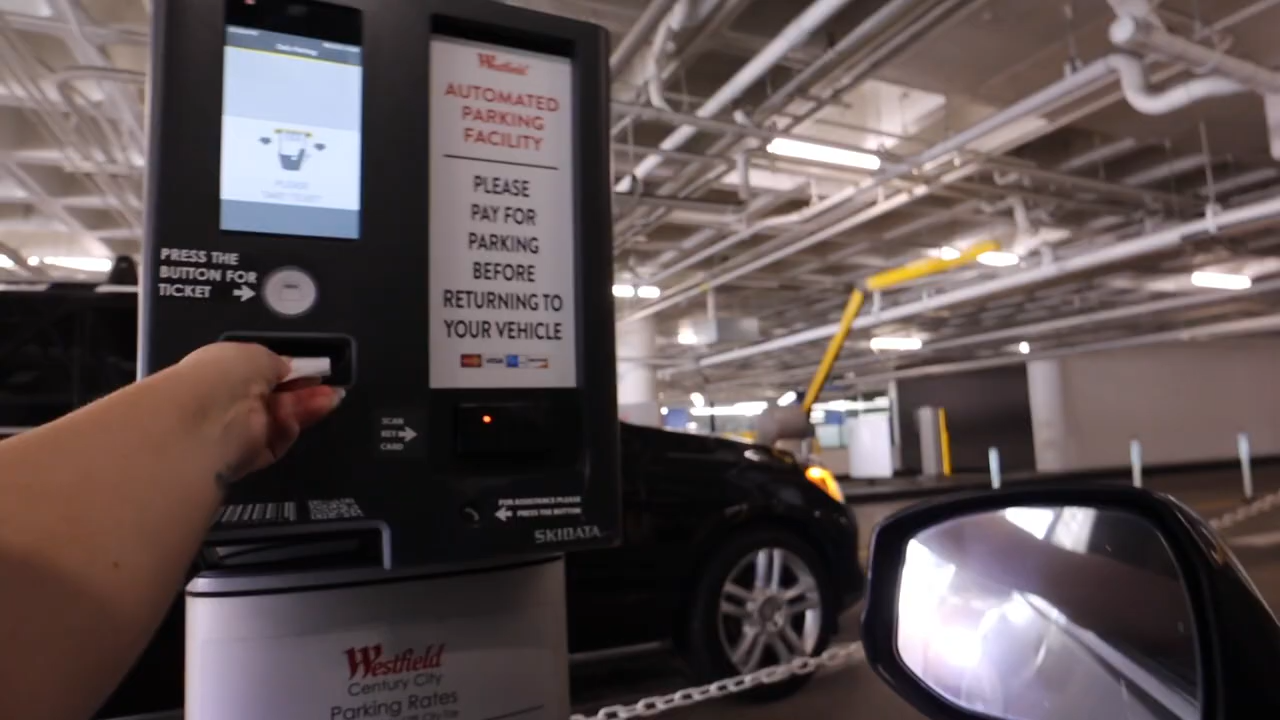 Westfield
AUTOMATED
PARKING
FACILITY
PLEASE
PAY FOR
PARKING
BEFORE
RETURNING TO
YOUR VEHICLE
VISA
PRESS THE
BUTTON FOR
TICKET
SCAN
KEY
CARD
FOR ASSISTANCE PLEASE
PRESS THE BUTTON
SKIDATA
Westfield
Century City
Parking Rates